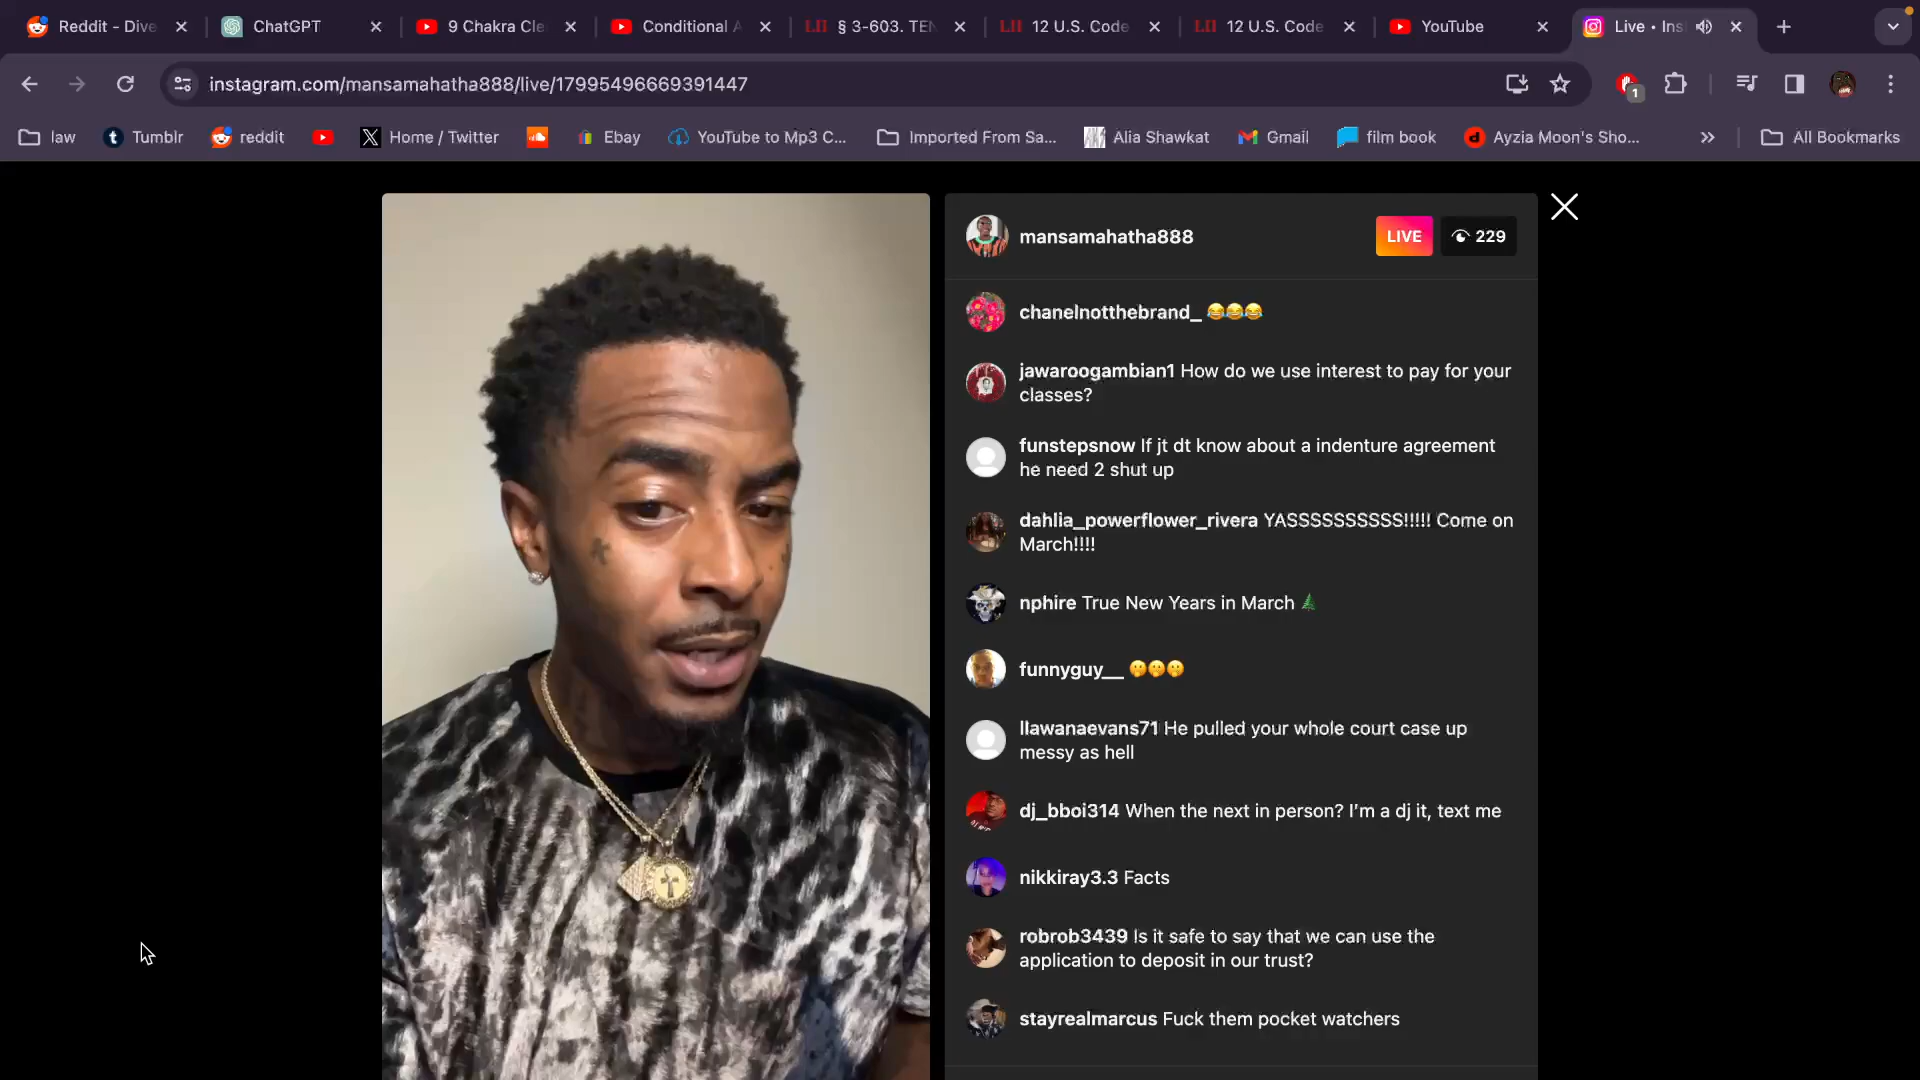 Reddit - Dive
ChatGPT
9 Chakra Cle
Conditional A
LII § 3-603. TEN
LII 12 U.S. Code
LII 12 U.S. Code
YouTube
Live • Ins
instagram.com/mansamahatha888/live/17995496669391447
1
law
Tumblr
reddit
Home / Twitter
Ebay
YouTube to Mp3 C...
Imported From Sa...
Alia Shawkat
Gmail
film book
Ayzia Moon's Sho...
All Bookmarks
mansamahatha888
LIVE
229
chanelnotthebrand_ 😂😂😂
jawaroogambian1 How do we use interest to pay for your
classes?
funstepsnow If jt dt know about a indenture agreement
he need 2 shut up
dahlia_powerflower_rivera YASSSSSSSSSS!!!!! Come on
March!!!!
nphire True New Years in March 🌲
funnyguy__ 🤭🤭🤭
llawanaevans71 He pulled your whole court case up
messy as hell
dj_bboi314 When the next in person? I'm a dj it, text me
nikkiray3.3 Facts
robrob3439 Is it safe to say that we can use the
application to deposit in our trust?
stayrealmarcus Fuck them pocket watchers